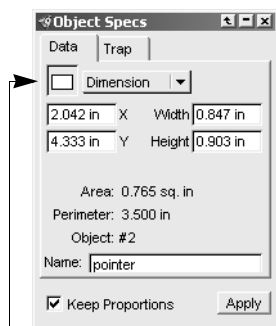 Object Specs
Data Trap
Dimension
2.042 in X Width 0.847 in
4.333 in Y Height 0.903 in
Area: 0.765 sq. in
Perimeter: 3.500 in
Object: #2
Name: pointer
Keep Proportions Apply